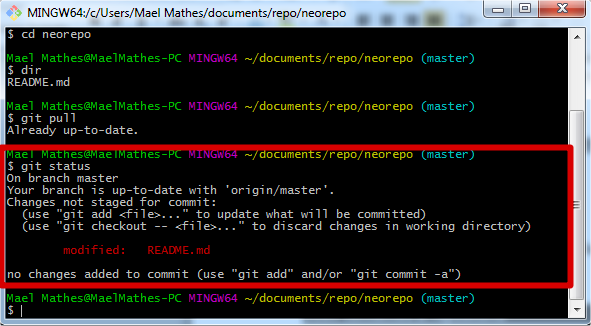 MINGW64:/c/Users/Mael Mathes/documents/repo/neorepo
$ cd neorepo
Mael Mathes@MaelMathes-PC MINGW64 ~/documents/repo/neorepo (master)
$ dir
README.md
Mael Mathes@MaelMathes-PC MINGW64 ~/documents/repo/neorepo (master)
$ git pull
Already up-to-date.
Mael Mathes@MaelMathes-PC MINGW64 ~/documents/repo/neorepo (master)
$ git status
On branch master
Your branch is up-to-date with 'origin/master'.
Changes not staged for commit:
  (use "git add <file>..." to update what will be committed)
  (use "git checkout -- <file>..." to discard changes in working directory)
        modified:   README.md
no changes added to commit (use "git add" and/or "git commit -a")
Mael Mathes@MaelMathes-PC MINGW64 ~/documents/repo/neorepo (master)
$